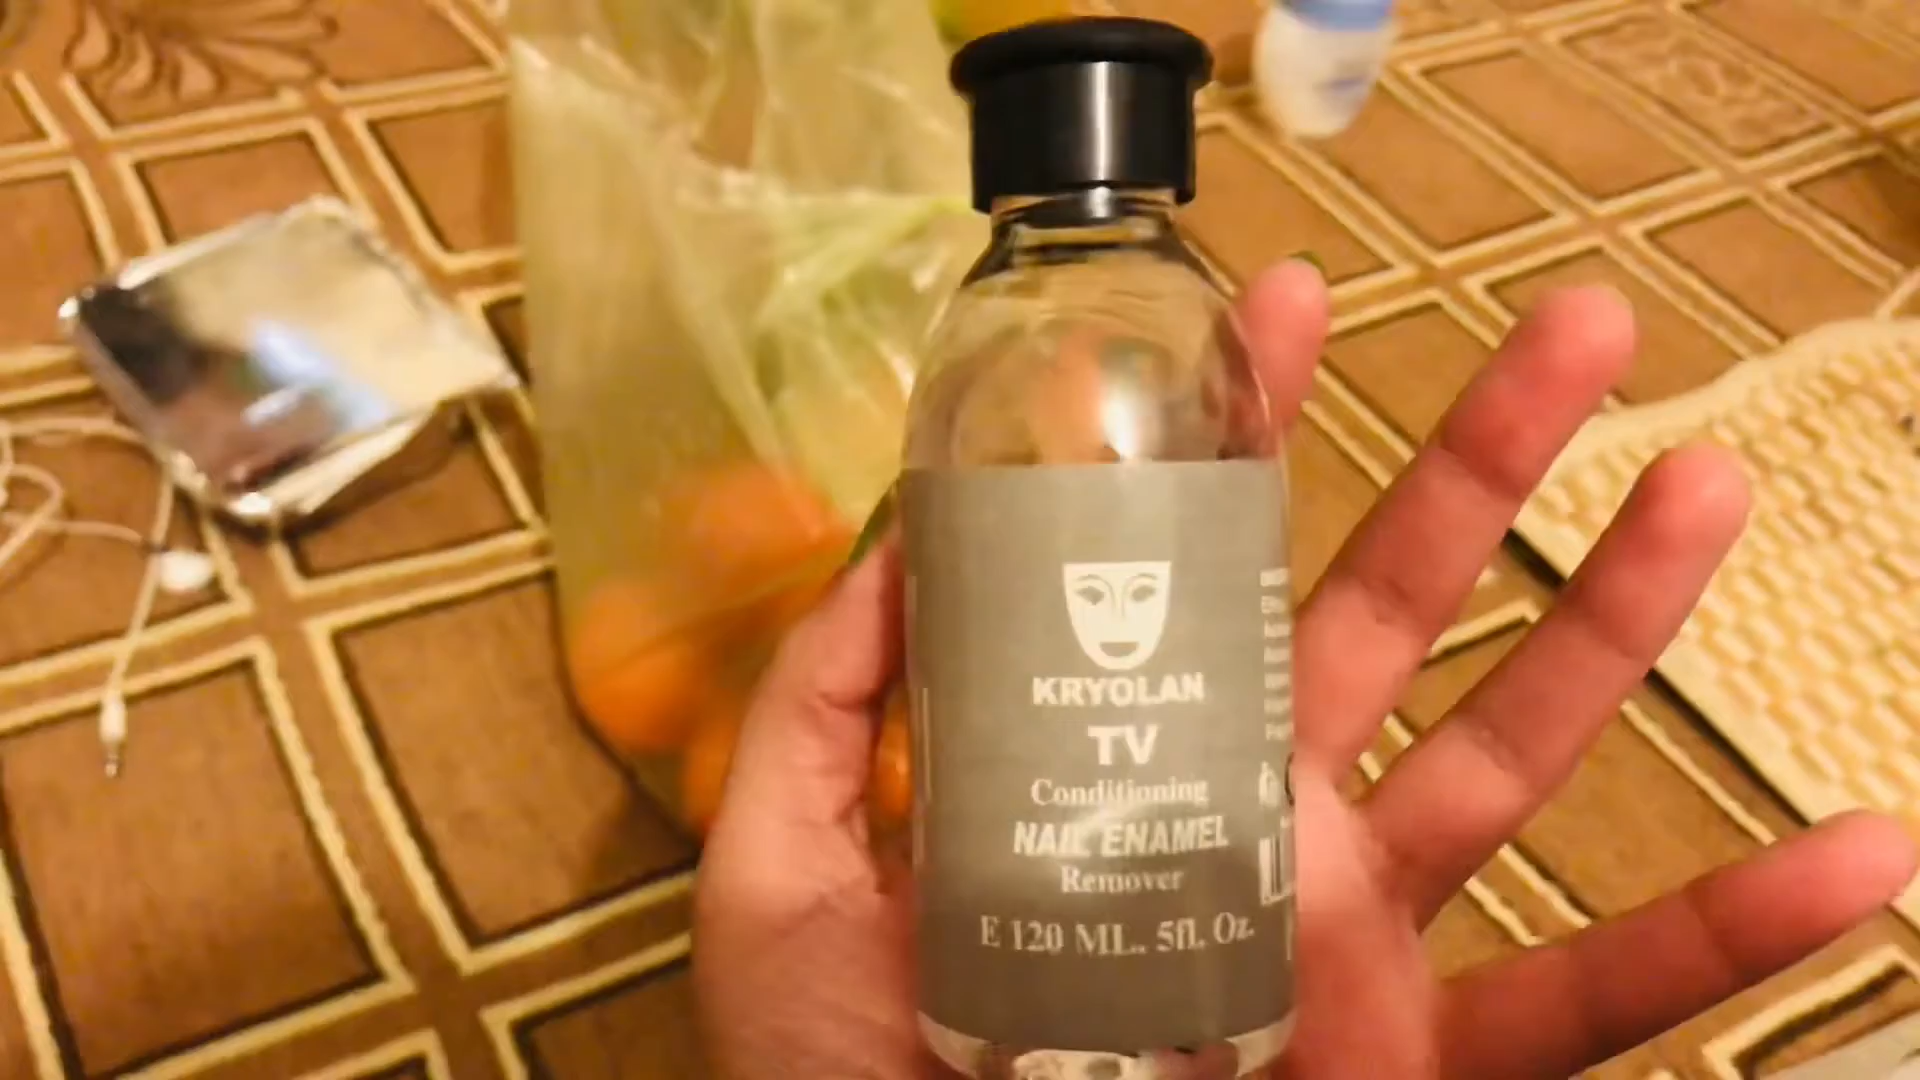 KRYOLAN
TV
Conditioning
NAIL ENAMEL
Remover
E 120 ML. 5fl. Oz.